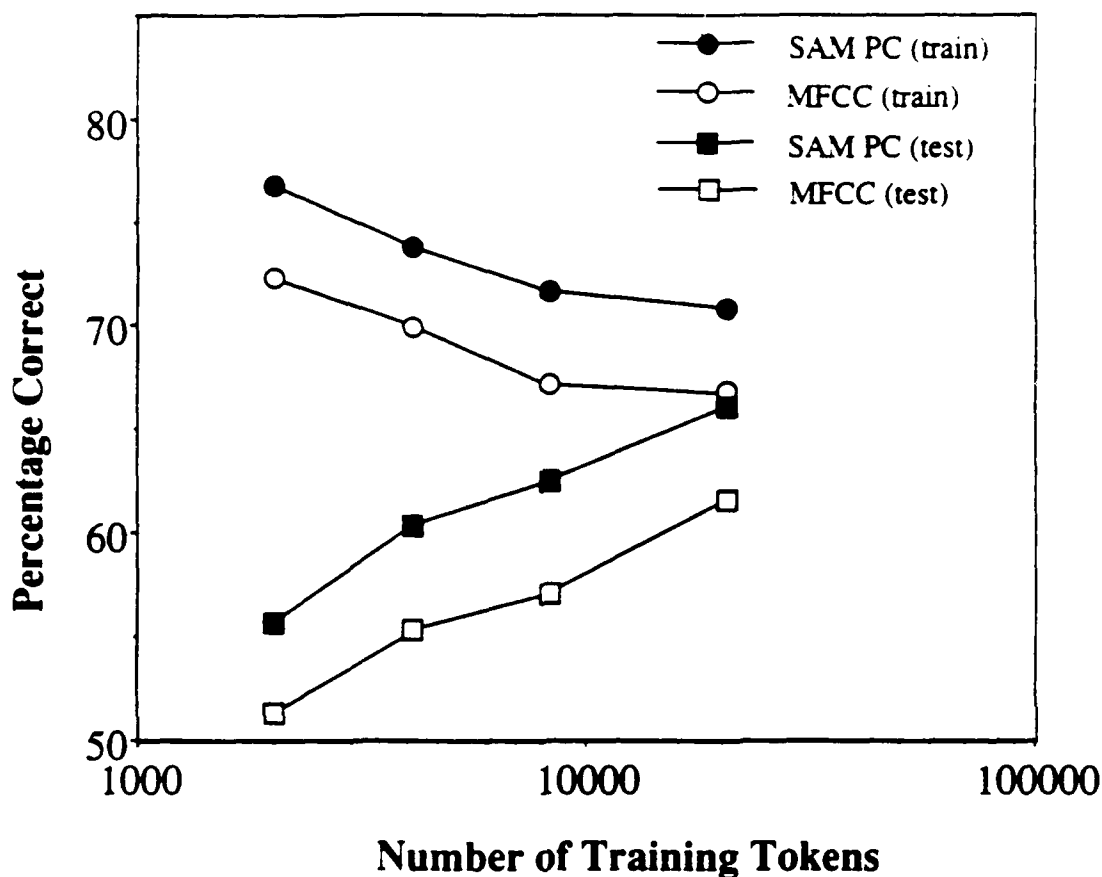 SAM PC (train)
MFCC (train)
SAM PC (test)
MFCC (test)
80
70
60
50
1000
10000
100000
Percentage Correct
Number of Training Tokens